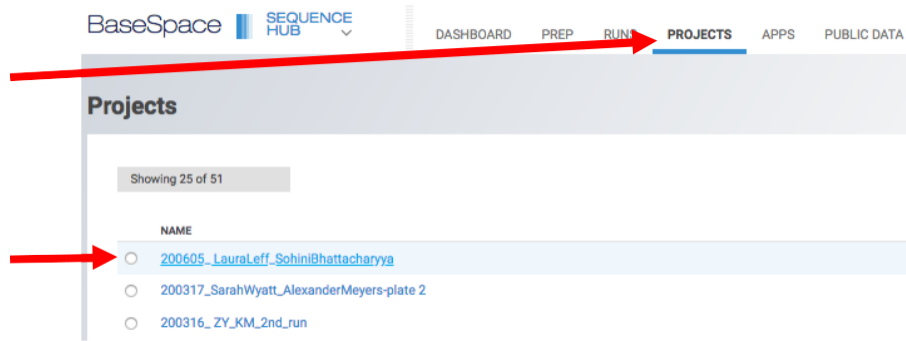 BaseSpace SEQUENCE HUB
DASHBOARD PREP RUNS PROJECTS APPS PUBLIC DATA
Projects
Showing 25 of 51
NAME
200605_ LauraLeff_SohiniBhattacharyya
200317_SarahWyatt_AlexanderMeyers-plate 2
200316_ ZY_KM_2nd_run